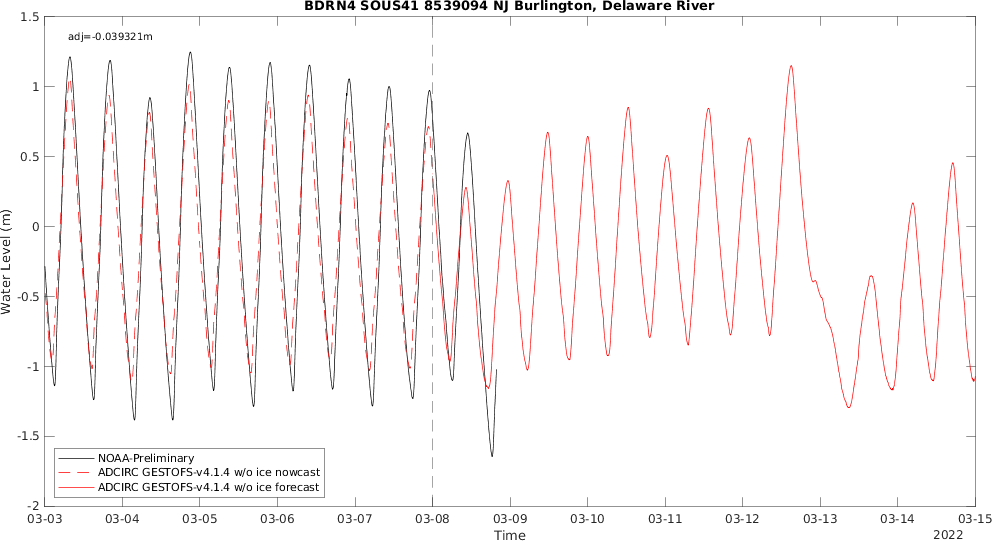 BDRN4 SOUS41 8539094 NJ Burlington, Delaware River
adj=-0.039321m
1.5
1
0.5
0
-0.5
-1
-1.5
-2
Water Level (m)
NOAA-Preliminary
ADCIRC GESTOFS-v4.1.4 w/o ice nowcast
ADCIRC GESTOFS-v4.1.4 w/o ice forecast
03-03 03-04 03-05 03-06 03-07 03-08 03-09 03-10 03-11 03-12 03-13 03-14 03-15
Time
2022